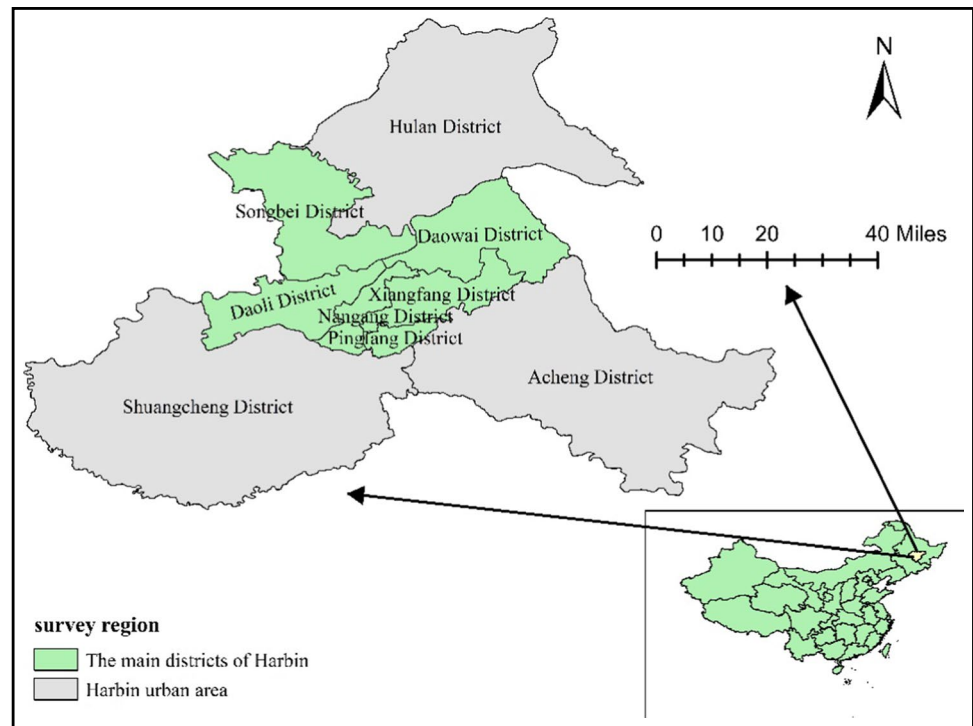 N
Hulan District
Songbei District
Daowai District
0 10 20 40 Miles
Daoli District
Xiangfang District
Nangang District
Pingfang District
Acheng District
Shuangcheng District
survey region
The main districts of Harbin
Harbin urban area